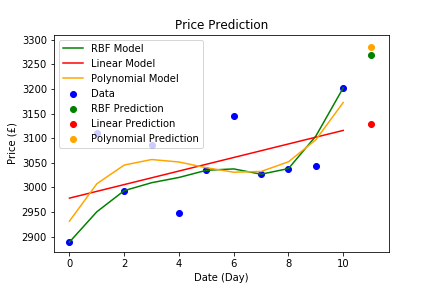 Price Prediction
3300
3250
3200
3150
3100
3050
3000
2950
2900
Price (£)
RBF Model
Linear Model
Polynomial Model
Data
RBF Prediction
Linear Prediction
Polynomial Prediction
0 2 4 6 8 10
Date (Day)